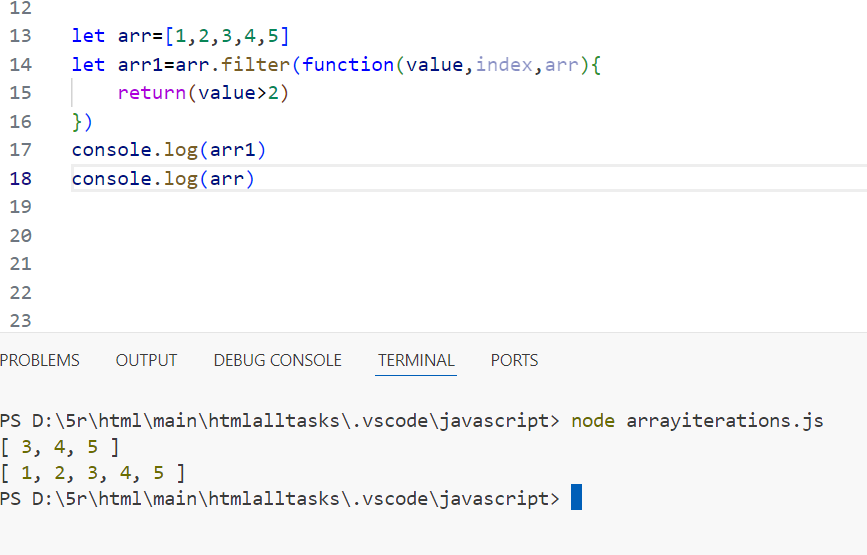 12
13 let arr=[1,2,3,4,5]
14 let arr1=arr.filter(function(value,index,arr){
15     return(value>2)
16 })
17 console.log(arr1)
18 console.log(arr)
19
20
21
22
23
PROBLEMS OUTPUT DEBUG CONSOLE TERMINAL PORTS
PS D:\5r\html\main\htmlalltasks\.vscode\javascript> node arrayiterations.js
[ 3, 4, 5 ]
[ 1, 2, 3, 4, 5 ]
PS D:\5r\html\main\htmlalltasks\.vscode\javascript>